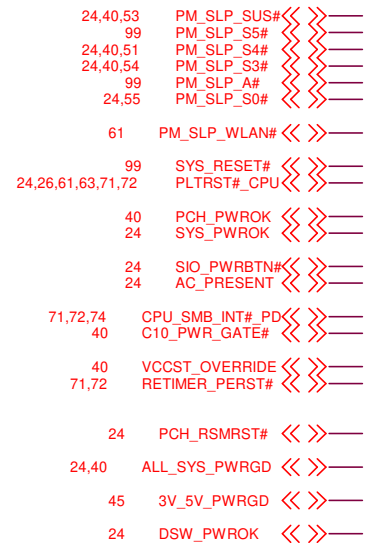 24,40,53 PM_SLP_SUS#
99 PM_SLP_S5#
24,40,51 PM_SLP_S4#
24,40,54 PM_SLP_S3#
99 PM_SLP_A#
24,55 PM_SLP_S0#
61 PM_SLP_WLAN#
99 SYS_RESET#
24,26,61,63,71,72 PLTRST#_CPU
40 PCH_PWROK
24 SYS_PWROK
24 SIO_PWRBTN#
24 AC_PRESENT
71,72,74 CPU_SMB_INT#_PD
40 C10_PWR_GATE#
40 VCCST_OVERRIDE
71,72 RETIMER_PERST#
24 PCH_RSMRST#
24,40 ALL_SYS_PWRGD
45 3V_5V_PWRGD
24 DSW_PWROK